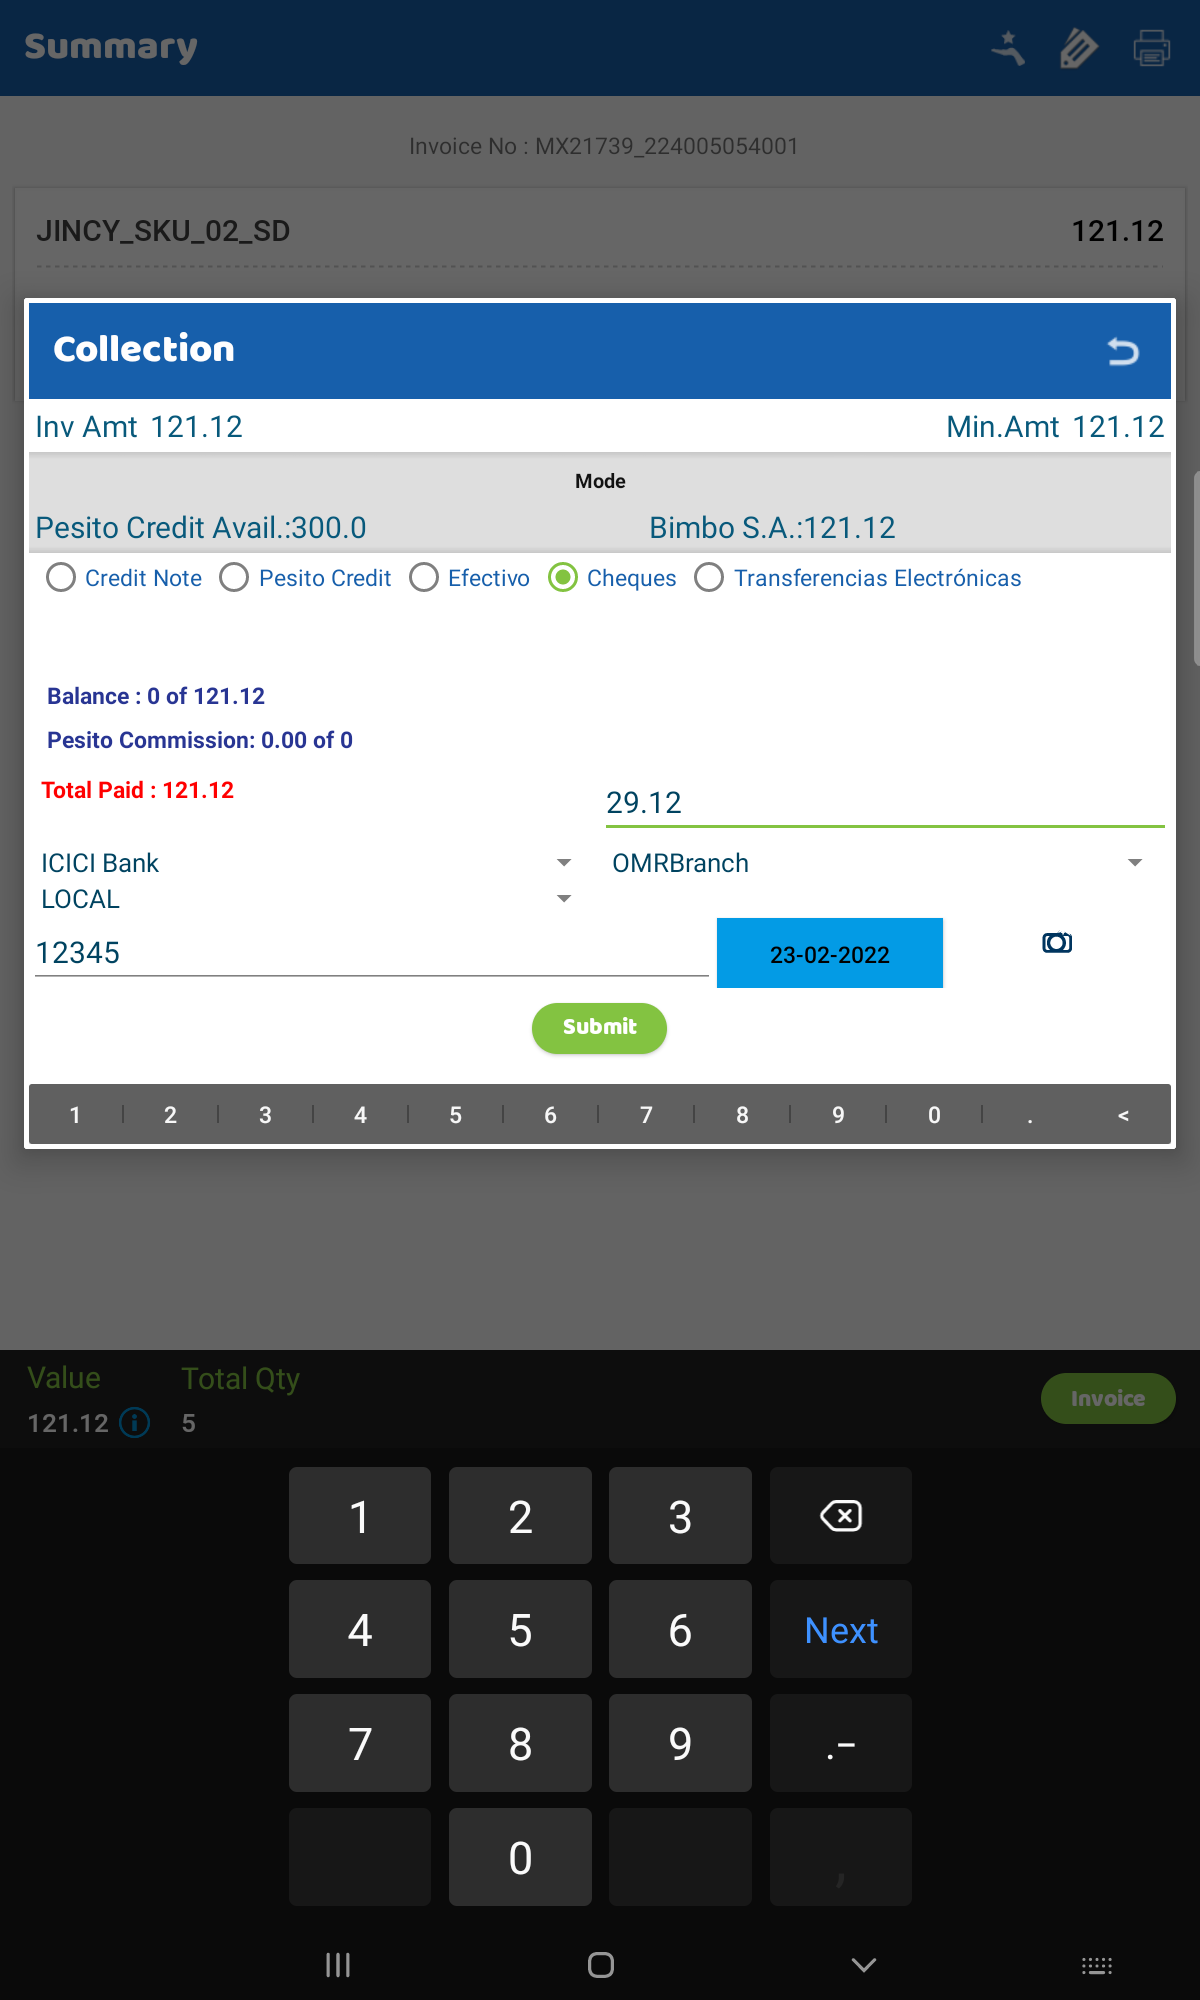 Summary
Invoice No : MX21739_224005054001
JINCY_SKU_02_SD 121.12
Collection
Inv Amt 121.12 Min.Amt 121.12
Mode
Pesito Credit Avail.:300.0 Bimbo S.A.:121.12
Credit Note Pesito Credit Efectivo Cheques Transferencias Electrónicas
Balance : 0 of 121.12
Pesito Commission: 0.00 of 0
Total Paid : 121.12
29.12
ICICI Bank OMRBranch
LOCAL
12345 23-02-2022
Submit
1 | 2 | 3 | 4 | 5 | 6 | 7 | 8 | 9 | 0 | . <
Value Total Qty
121.12 5
Invoice
1 2 3
4 5 6 Next
7 8 9 .-
0 ,